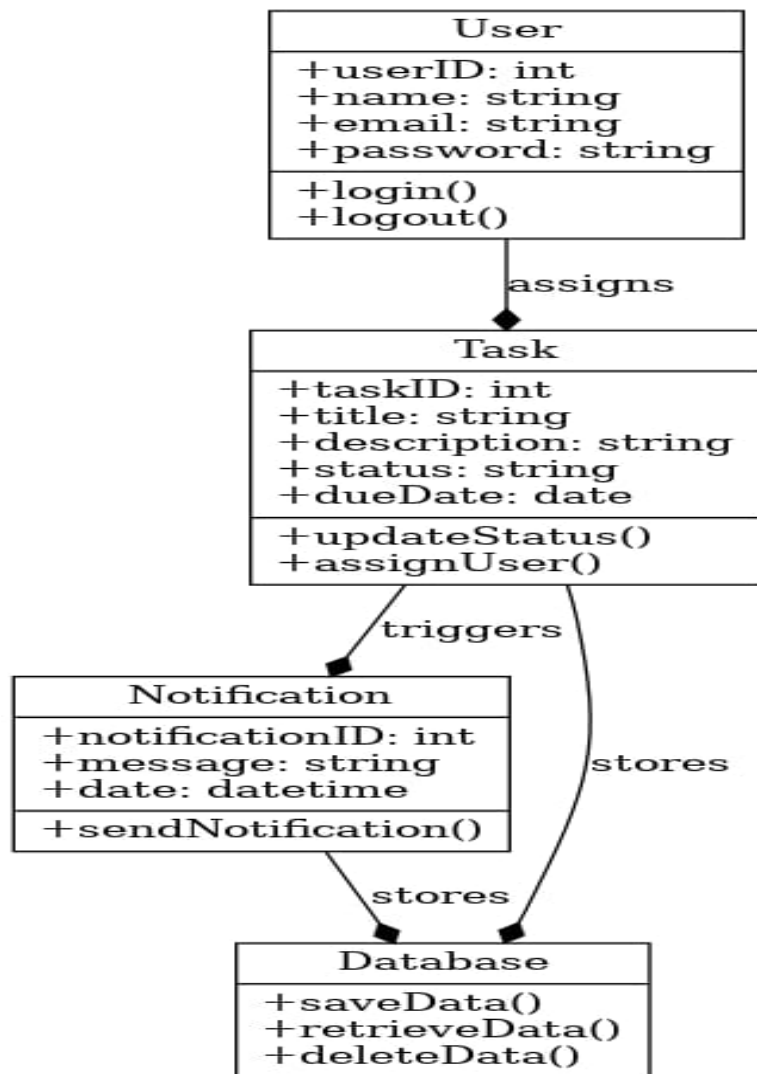 User
+userID: int
+name: string
+email: string
+password: string
+login()
+logout()
assigns
Task
+taskID: int
+title: string
+description: string
+status: string
+dueDate: date
+updateStatus()
+assignUser()
triggers
Notification
+notificationID: int
+message: string
+date: datetime
+sendNotification()
stores
stores
Database
+saveData()
+retrieveData()
+deleteData()